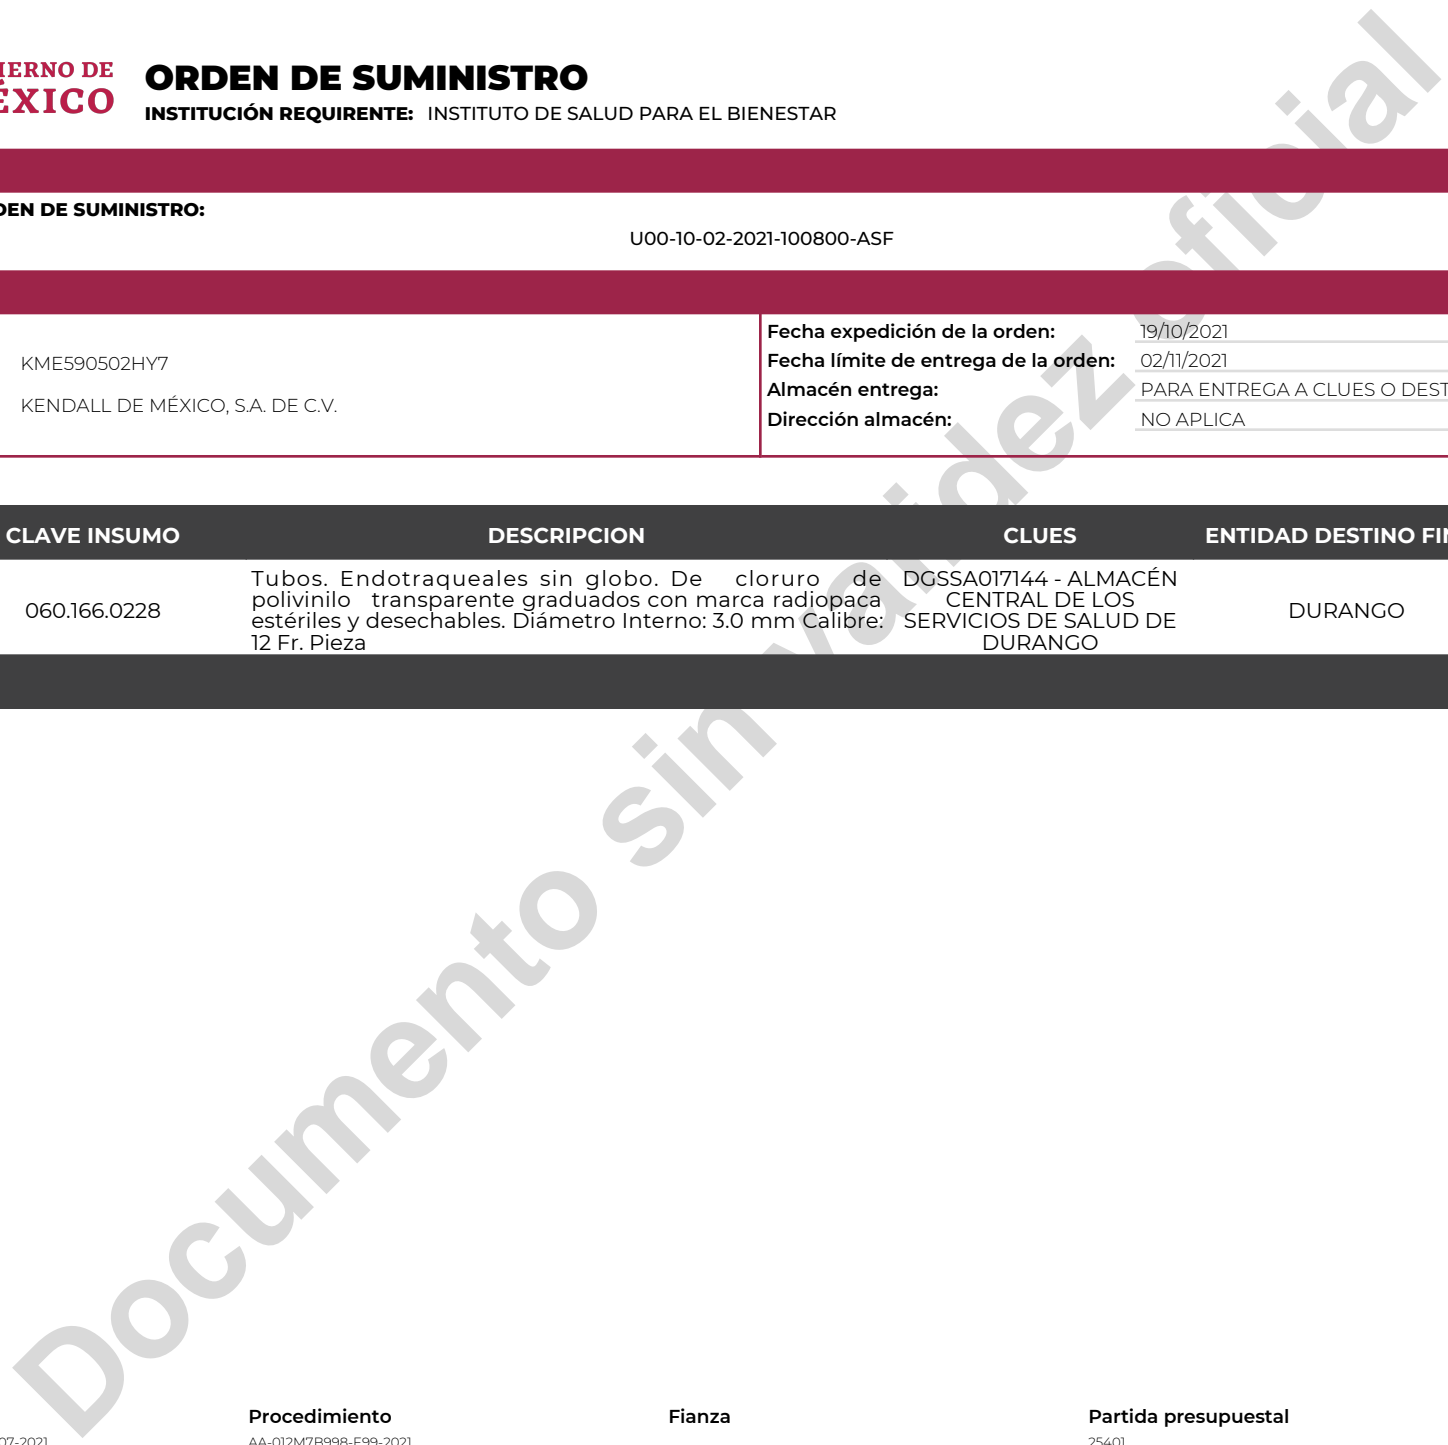 ORDEN DE SUMINISTRO
DE
INSTITUCIÓN REQUIRENTE: INSTITUTO DE SALUD PARA EL BIENESTAR
DE SUMINISTRO:
U00-10-02-2021-100800-ASF
KME590502HY7
KENDALL DE MÉXICO, S.A. DE C.V.
Fecha expedición de la orden: 19/10/2021
Fecha límite de entrega de la orden: 02/11/2021
Almacén entrega: PARA ENTREGA A CLUES O
Dirección almacén: NO APLICA
CLAVE INSUMO DESCRIPCION CLUES ENTIDAD DESTINO
060.166.0228
Tubos. Endotraqueales sin globo. De cloruro de
polivinilo transparente graduados con marca radiopaca
estériles y desechables. Diámetro Interno: 3.0 mm Calibre:
12 Fr. Pieza
DGSSA017144 - ALMACÉN
CENTRAL DE LOS
SERVICIOS DE SALUD DE
DURANGO
DURANGO
Documento sin validez oficial
Procedimiento Fianza Partida presupuestal
AA-012M7B998-E99-2021 25401